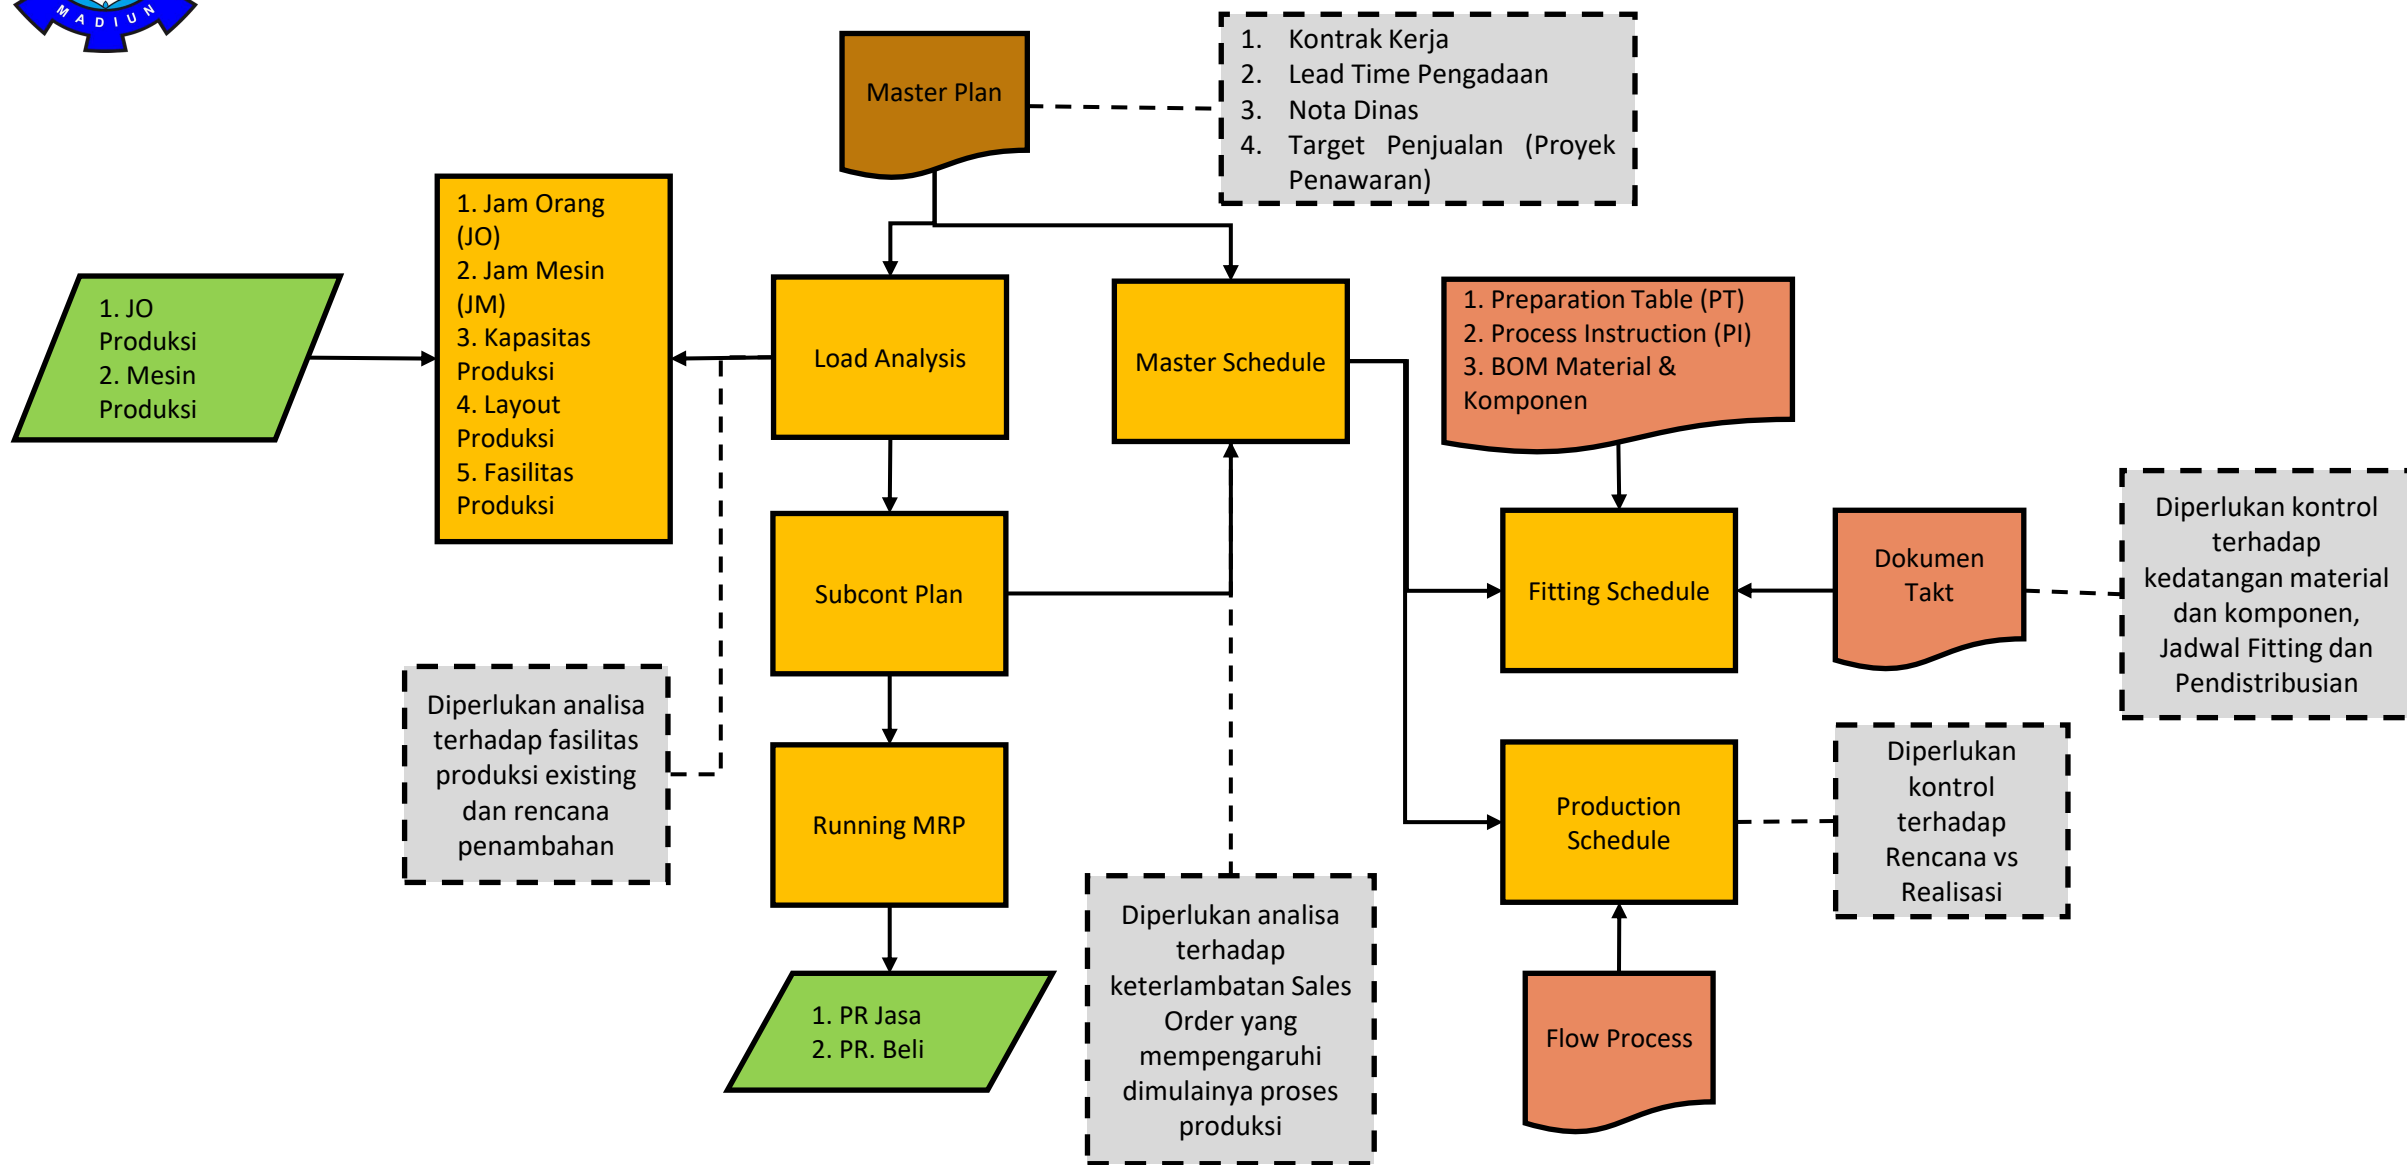 MADIUN
Master Plan
1. Kontrak Kerja
2. Lead Time Pengadaan
3. Nota Dinas
4. Target Penjualan (Proyek
Penawaran)
1. JO
Produksi
2. Mesin
Produksi
1. Jam Orang
(JO)
2. Jam Mesin
(JM)
3. Kapasitas
Produksi
4. Layout
Produksi
5. Fasilitas
Produksi
Load Analysis
Master Schedule
1. Preparation Table (PT)
2. Process Instruction (PI)
3. BOM Material &
Komponen
Subcont Plan
Fitting Schedule
Dokumen
Takt
Diperlukan kontrol
terhadap
kedatangan material
dan komponen,
Jadwal Fitting dan
Pendistribusian
Diperlukan analisa
terhadap fasilitas
produksi existing
dan rencana
penambahan
Running MRP
Production
Schedule
Diperlukan
kontrol
terhadap
Rencana vs
Realisasi
1. PR Jasa
2. PR. Beli
Diperlukan analisa
terhadap
keterlambatan Sales
Order yang
mempengaruhi
dimulainya proses
produksi
Flow Process